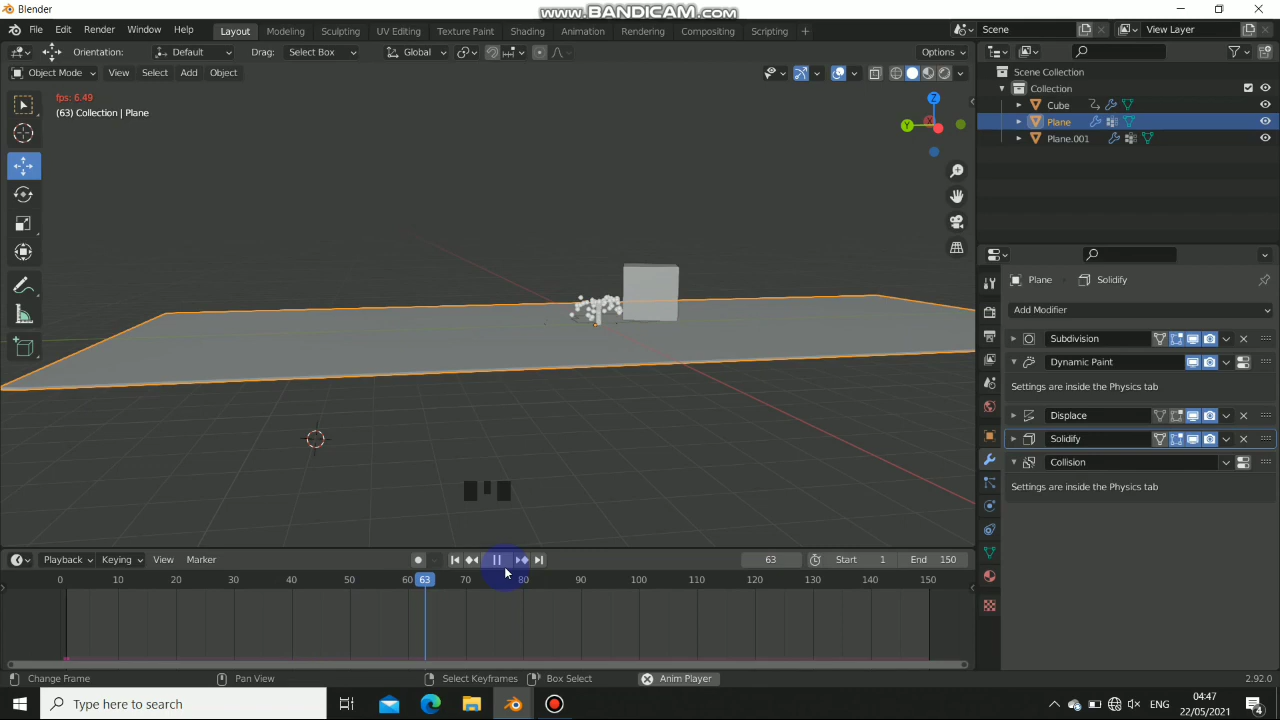 Blender
www.BANDICAM.com
File Edit Render Window Help
Layout Modeling Sculpting UV Editing Texture Paint Shading Animation Rendering Compositing Scripting +
Scene
View Layer
Orientation: Default Drag: Select Box Global
Options
Object Mode View Select Add Object
fps: 6.49
(63) Collection | Plane
Z
Y
Scene Collection
Collection
Cube
Plane
Plane.001
Plane Solidify
Add Modifier
Subdivision
Dynamic Paint
Settings are inside the Physics tab
Displace
Solidify
Collision
Settings are inside the Physics tab
Playback Keying View Marker
63 Start 1 End 150
0 10 20 30 40 50 60 63 70 80 90 100 110 120 130 140 150
Change Frame Pan View Select Keyframes Box Select Anim Player 2.92.0
Type here to search
ENG
04:47
22/05/2021
4